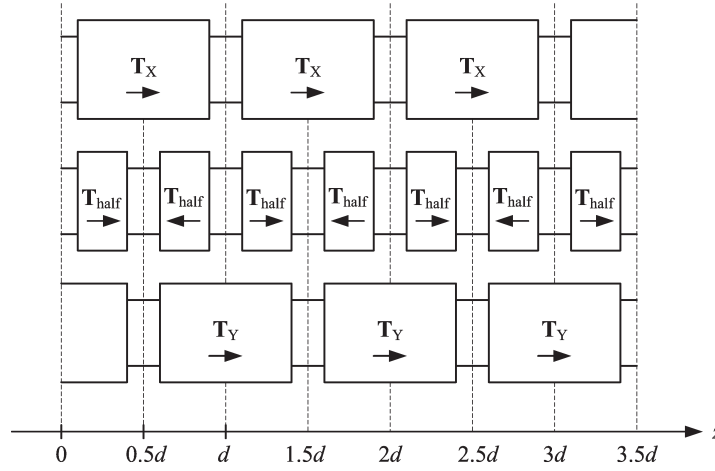 T_X T_X T_X
T_half T_half T_half T_half T_half T_half T_half
T_Y T_Y T_Y
0 0.5d d 1.5d 2d 2.5d 3d 3.5d z